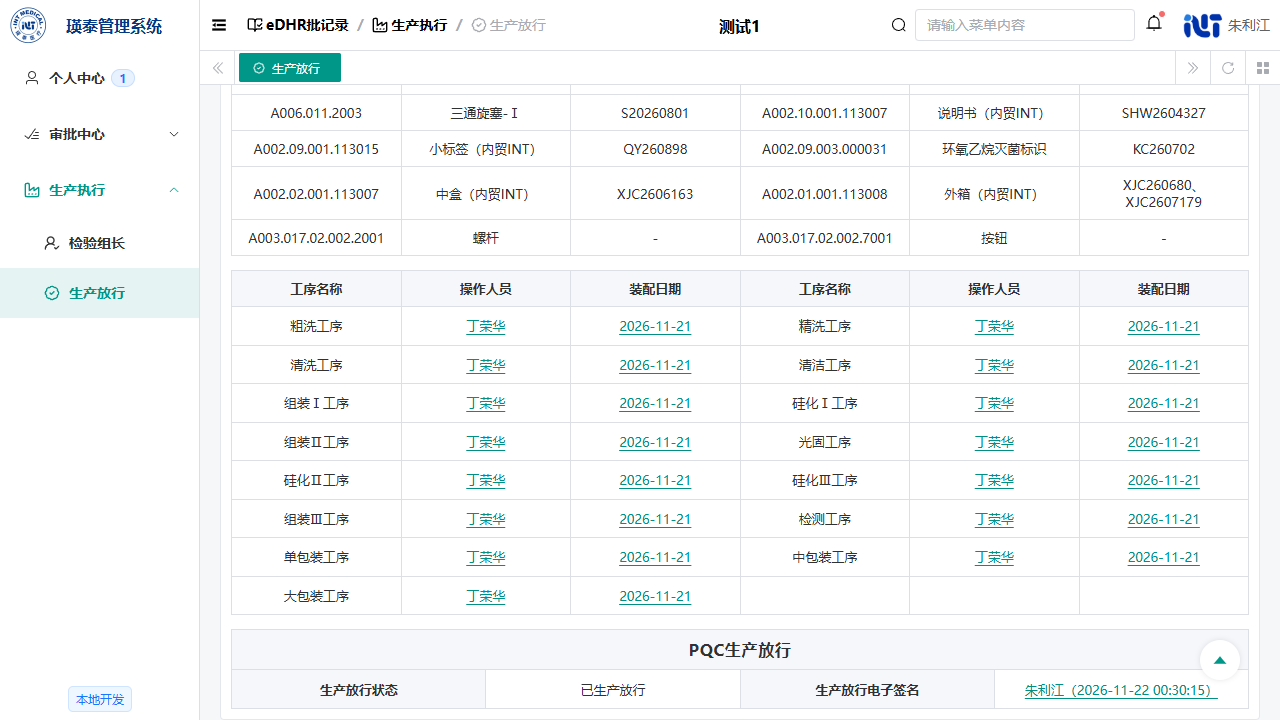 INT MEDICAL
瑛泰医疗
瑛泰管理系统
eDHR批记录 / 生产执行 / 生产放行
测试1
请输入菜单内容
朱利江
个人中心 1
审批中心
生产执行
检验组长
生产放行
本地开发
生产放行
A006.011.2003 三通旋塞-Ⅰ S20260801 A002.10.001.113007 说明书（内贸INT） SHW2604327
A002.09.001.113015 小标签（内贸INT） QY260898 A002.09.003.000031 环氧乙烷灭菌标识 KC260702
A002.02.001.113007 中盒（内贸INT） XJC2606163 A002.01.001.113008 外箱（内贸INT） XJC260680、
XJC2607179
A003.017.02.002.2001 螺杆 - A003.017.02.002.7001 按钮 -
工序名称 操作人员 装配日期 工序名称 操作人员 装配日期
粗洗工序 丁荣华 2026-11-21 精洗工序 丁荣华 2026-11-21
清洗工序 丁荣华 2026-11-21 清洁工序 丁荣华 2026-11-21
组装Ⅰ工序 丁荣华 2026-11-21 硅化Ⅰ工序 丁荣华 2026-11-21
组装Ⅱ工序 丁荣华 2026-11-21 光固工序 丁荣华 2026-11-21
硅化Ⅱ工序 丁荣华 2026-11-21 硅化Ⅲ工序 丁荣华 2026-11-21
组装Ⅲ工序 丁荣华 2026-11-21 检测工序 丁荣华 2026-11-21
单包装工序 丁荣华 2026-11-21 中包装工序 丁荣华 2026-11-21
大包装工序 丁荣华 2026-11-21
PQC生产放行
生产放行状态 已生产放行 生产放行电子签名 朱利江（2026-11-22 00:30:15）